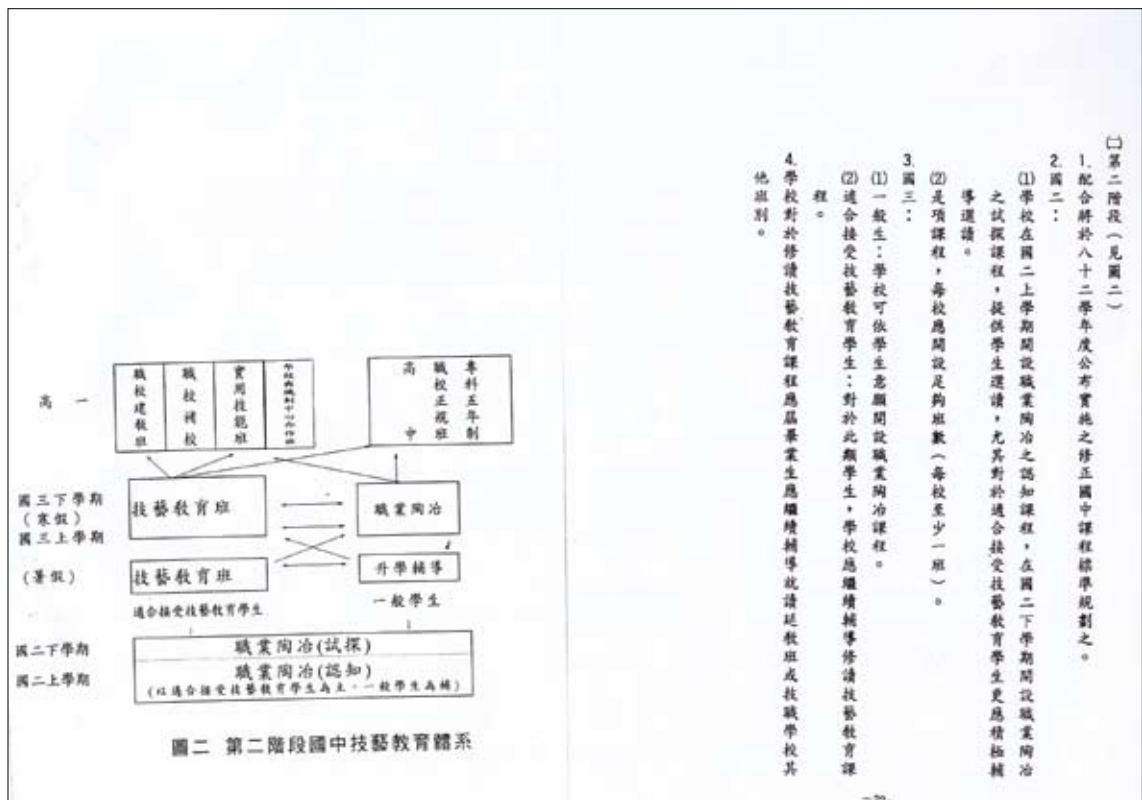 ㈡第二階段(見圖二)
1.配合將於八十二學年度公布實施之修正國中課程標準規劃之。
2.國二:
⑴學校在國二上學期開設職業陶冶之認知課程,在國二下學期開設職業陶冶
之試探課程,提供學生選讀,尤其對於適合接受技藝教育學生更應積極輔
導選讀。
⑵是項課程,每校應開設足夠班數(每校至少一班)。
3.國三:
⑴一般生:學校可依學生意願開設職業陶冶課程。
⑵適合接受技藝教育學生:對於此類學生,學校應繼續輔導修讀技藝教育課
程。
4.學校對於修讀技藝教育課程應屆畢業生應繼續輔導就讀延教班或技職學校其
他班別。
高一
職校建教班
職校補校
實用技能班
高中
職校正規班
專科五年制
國三下學期
(寒假)
國三上學期
技藝教育班
職業陶冶
(暑假)
技藝教育班
升學輔導
適合接受技藝教育學生
一般學生
國二下學期
職業陶冶(試探)
國二上學期
職業陶冶(認知)
(以適合接受技藝教育學生為主,一般學生為輔)
圖二 第二階段國中技藝教育體系